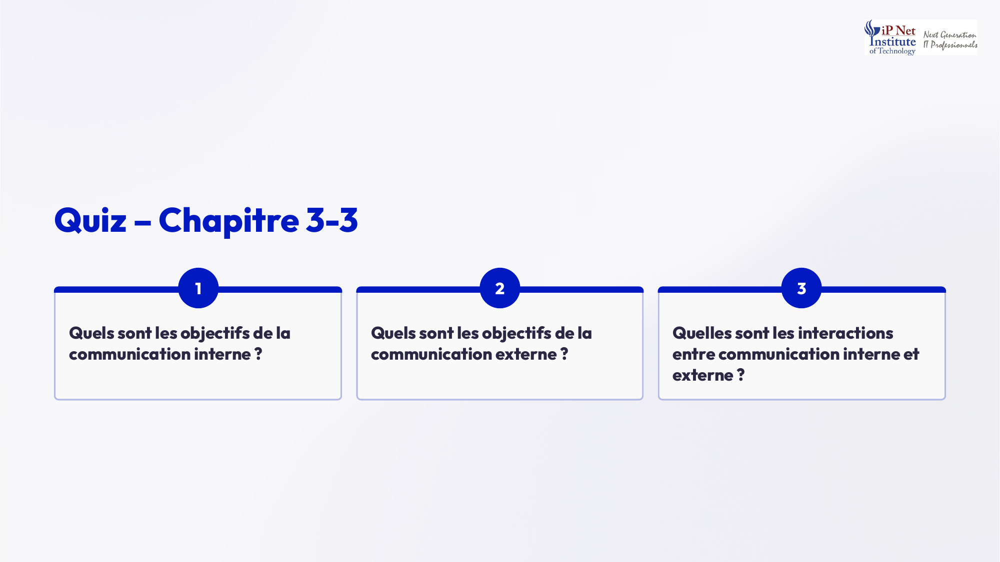 iP Net
Institute
of Technology
Next Generation
IT Professionnels
Quiz – Chapitre 3-3
1
Quels sont les objectifs de la
communication interne ?
2
Quels sont les objectifs de la
communication externe ?
3
Quelles sont les interactions
entre communication interne et
externe ?